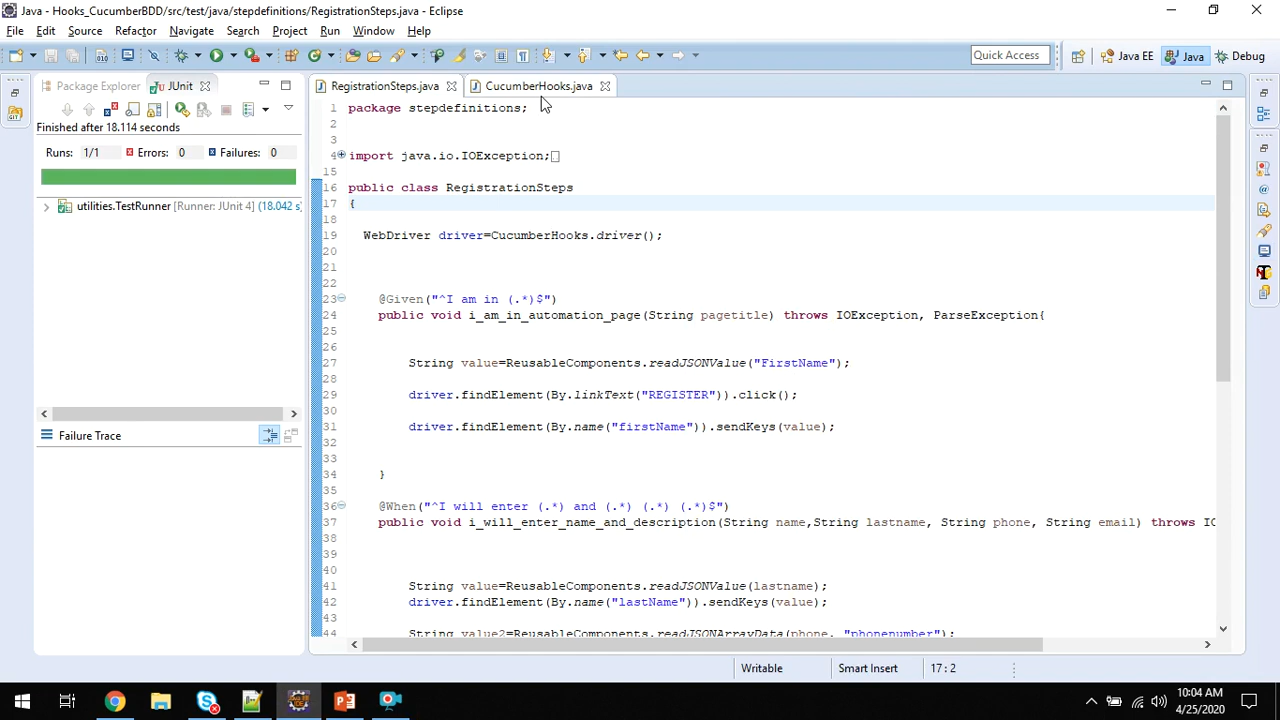 Java - Hooks_CucumberBDD/src/test/java/stepdefinitions/RegistrationSteps.java - Eclipse
File Edit Source Refactor Navigate Search Project Run Window Help
Quick Access Java EE Java Debug
Package Explorer JUnit
RegistrationSteps.java CucumberHooks.java
Finished after 18.114 seconds
Runs: 1/1 Errors: 0 Failures: 0
utilities.TestRunner [Runner: JUnit 4] (18.042 s)
Failure Trace
1 package stepdefinitions;
2
3
4 import java.io.IOException;
15
16 public class RegistrationSteps
17 {
18
19 WebDriver driver=CucumberHooks.driver();
20
21
22
23 @Given("^I am in (.*)$")
24 public void i_am_in_automation_page(String pagetitle) throws IOException, ParseException{
25
26
27 String value=ReusableComponents.readJSONValue("FirstName");
28
29 driver.findElement(By.linkText("REGISTER")).click();
30
31 driver.findElement(By.name("firstName")).sendKeys(value);
32
33
34 }
35
36 @When("^I will enter (.*) and (.*) (.*) (.*)$")
37 public void i_will_enter_name_and_description(String name,String lastname, String phone, String email) throws IO
38
39
40
41 String value=ReusableComponents.readJSONValue(lastname);
42 driver.findElement(By.name("lastName")).sendKeys(value);
43
44 String value2=ReusableComponents.readJSONArrayData(phone, "phonenumber");
Writable Smart Insert 17 : 2
10:04 AM
4/25/2020